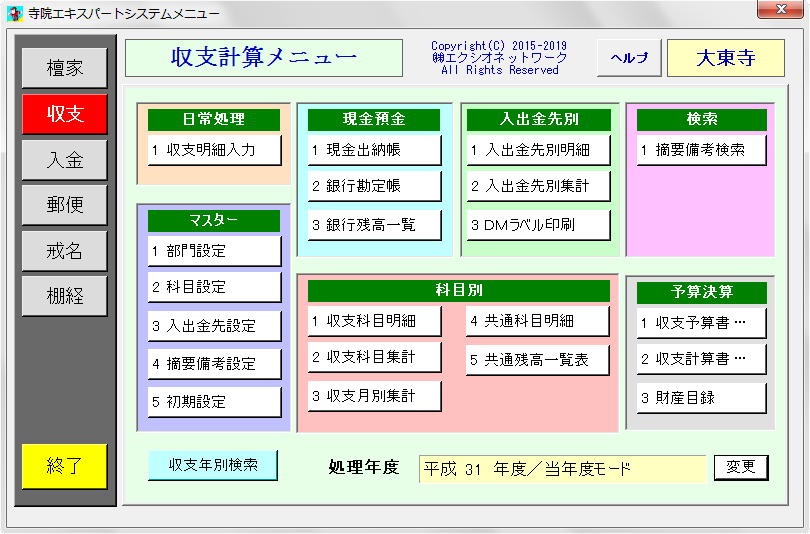 寺院エキスパートシステムメニュー
檀家
収支
入金
郵便
戒名
棚経
終了
収支計算メニュー
Copyright(C) 2015-2019
㈱エクシオネットワーク
All Rights Reserved
ヘルプ
大東寺
日常処理
1 収支明細入力
マスター
1 部門設定
2 科目設定
3 入出金先設定
4 摘要備考設定
5 初期設定
現金預金
1 現金出納帳
2 銀行勘定帳
3 銀行残高一覧
入出金先別
1 入出金先別明細
2 入出金先別集計
3 DMラベル印刷
検索
1 摘要備考検索
科目別
1 収支科目明細
2 収支科目集計
3 収支月別集計
4 共通科目明細
5 共通残高一覧表
予算決算
1 収支予算書…
2 収支計算書…
3 財産目録
収支年別検索
処理年度
平成 31 年度／当年度モード
変更